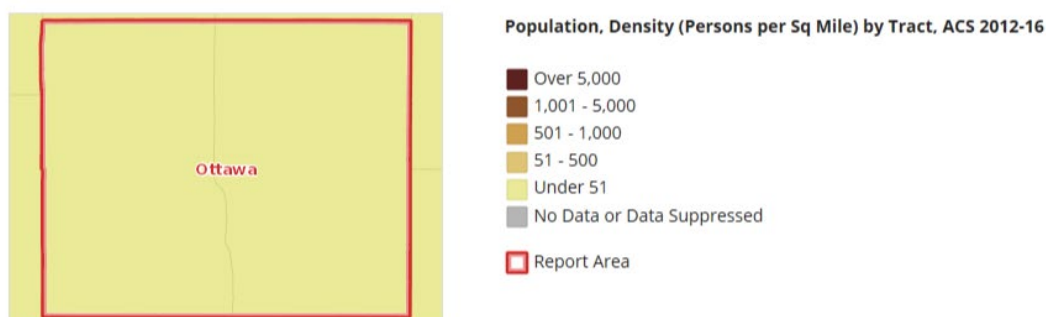 Ottawa
Population, Density (Persons per Sq Mile) by Tract, ACS 2012-16
Over 5,000
1,001 - 5,000
501 - 1,000
51 - 500
Under 51
No Data or Data Suppressed
Report Area